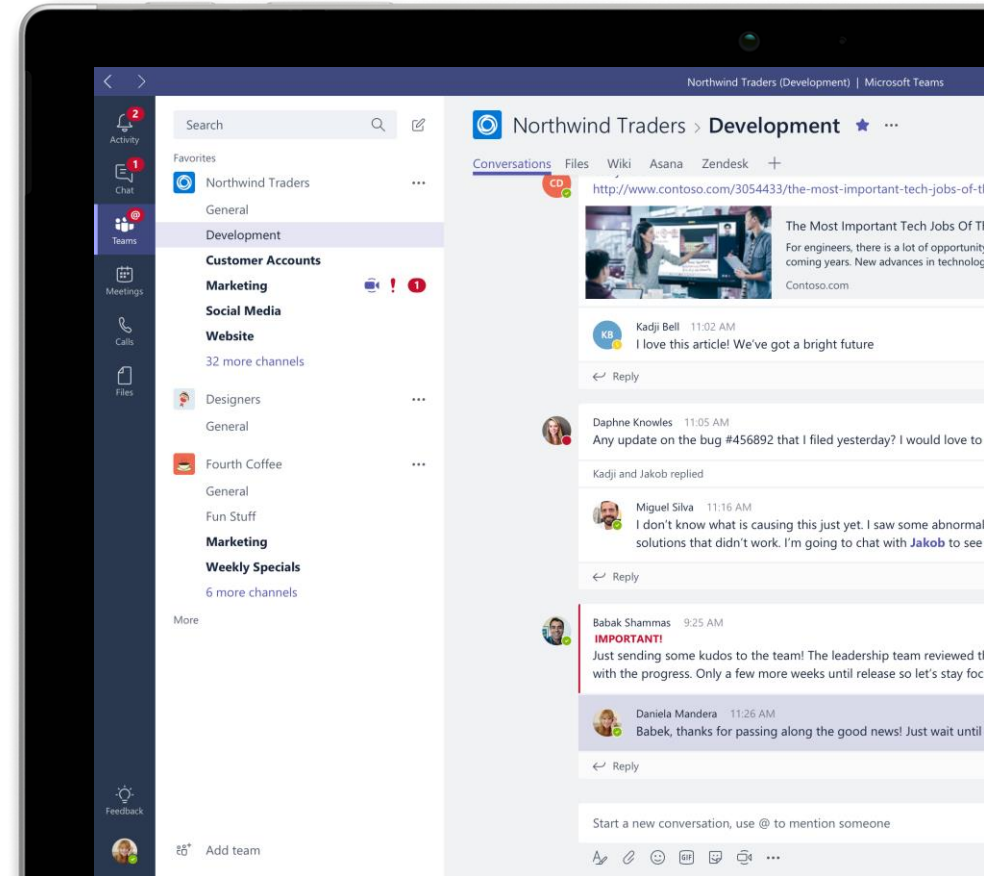 Northwind Traders (Development) | Microsoft Teams
2
Activity
1
Chat
@
Teams
Meetings
Calls
Files
Feedback
Search
Favorites
Northwind Traders
General
Development
Customer Accounts
Marketing ! 1
Social Media
Website
32 more channels
Designers
General
Fourth Coffee
General
Fun Stuff
Marketing
Weekly Specials
6 more channels
More
Add team
Northwind Traders > Development
Conversations Files Wiki Asana Zendesk +
CD
http://www.contoso.com/3054433/the-most-important-tech-jobs-of-th
The Most Important Tech Jobs Of Th
For engineers, there is a lot of opportunity
coming years. New advances in technolog
Contoso.com
KB
Kadji Bell 11:02 AM
I love this article! We've got a bright future
Reply
Daphne Knowles 11:05 AM
Any update on the bug #456892 that I filed yesterday? I would love to
Kadji and Jakob replied
Miguel Silva 11:16 AM
I don't know what is causing this just yet. I saw some abnormal
solutions that didn't work. I'm going to chat with Jakob to see
Reply
Babak Shammas 9:25 AM
IMPORTANT!
Just sending some kudos to the team! The leadership team reviewed th
with the progress. Only a few more weeks until release so let's stay foc
Daniela Mandera 11:26 AM
Babek, thanks for passing along the good news! Just wait until
Reply
Start a new conversation, use @ to mention someone
GIF